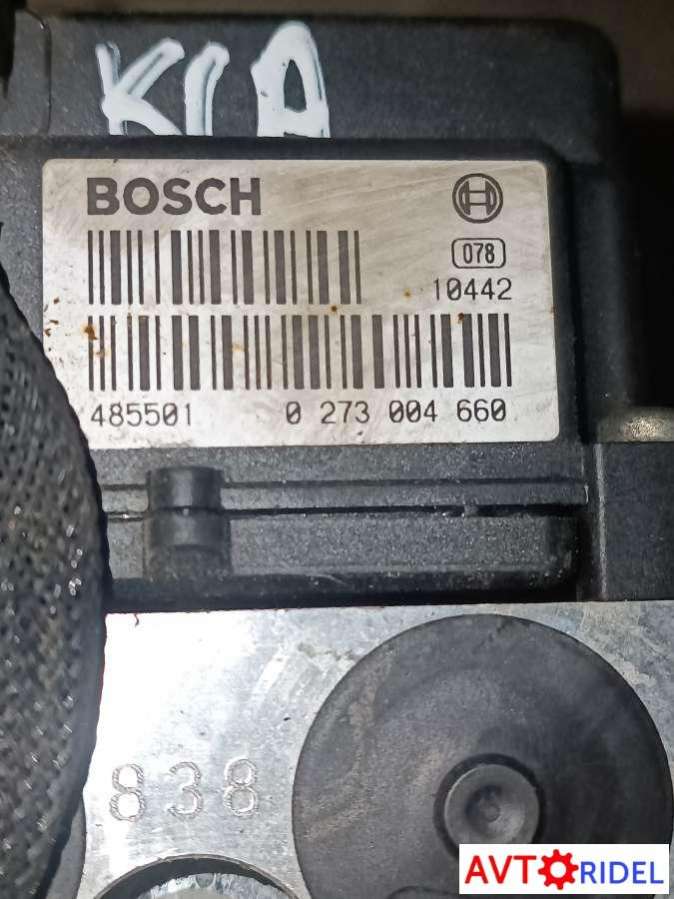 KIA
BOSCH
078
10442
485501 0 273 004 660
838
AVTORIDEL